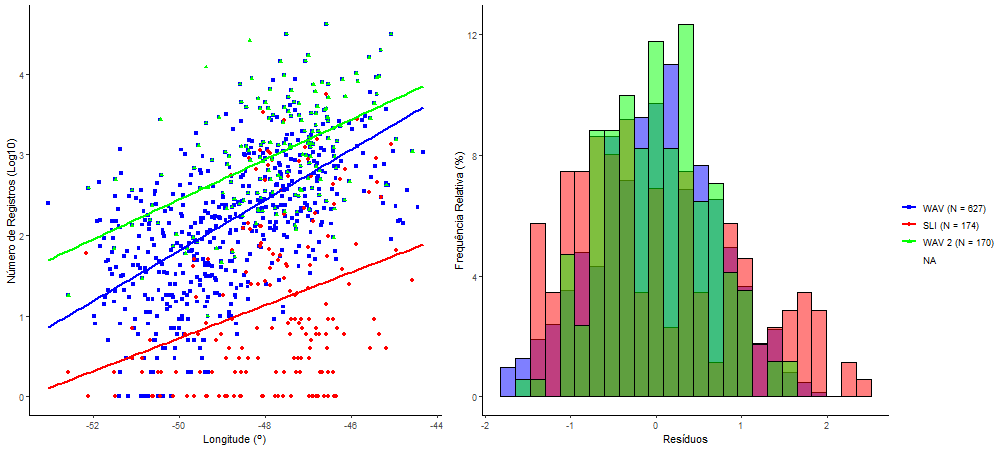 Número de Registros (Log10)
4
3
2
1
0
-52
-50
-48
-46
-44
Longitude (º)
Frequência Relativa (%)
12
8
4
0
-2
-1
0
1
2
Resíduos
WAV (N = 627)
SLI (N = 174)
WAV 2 (N = 170)
NA